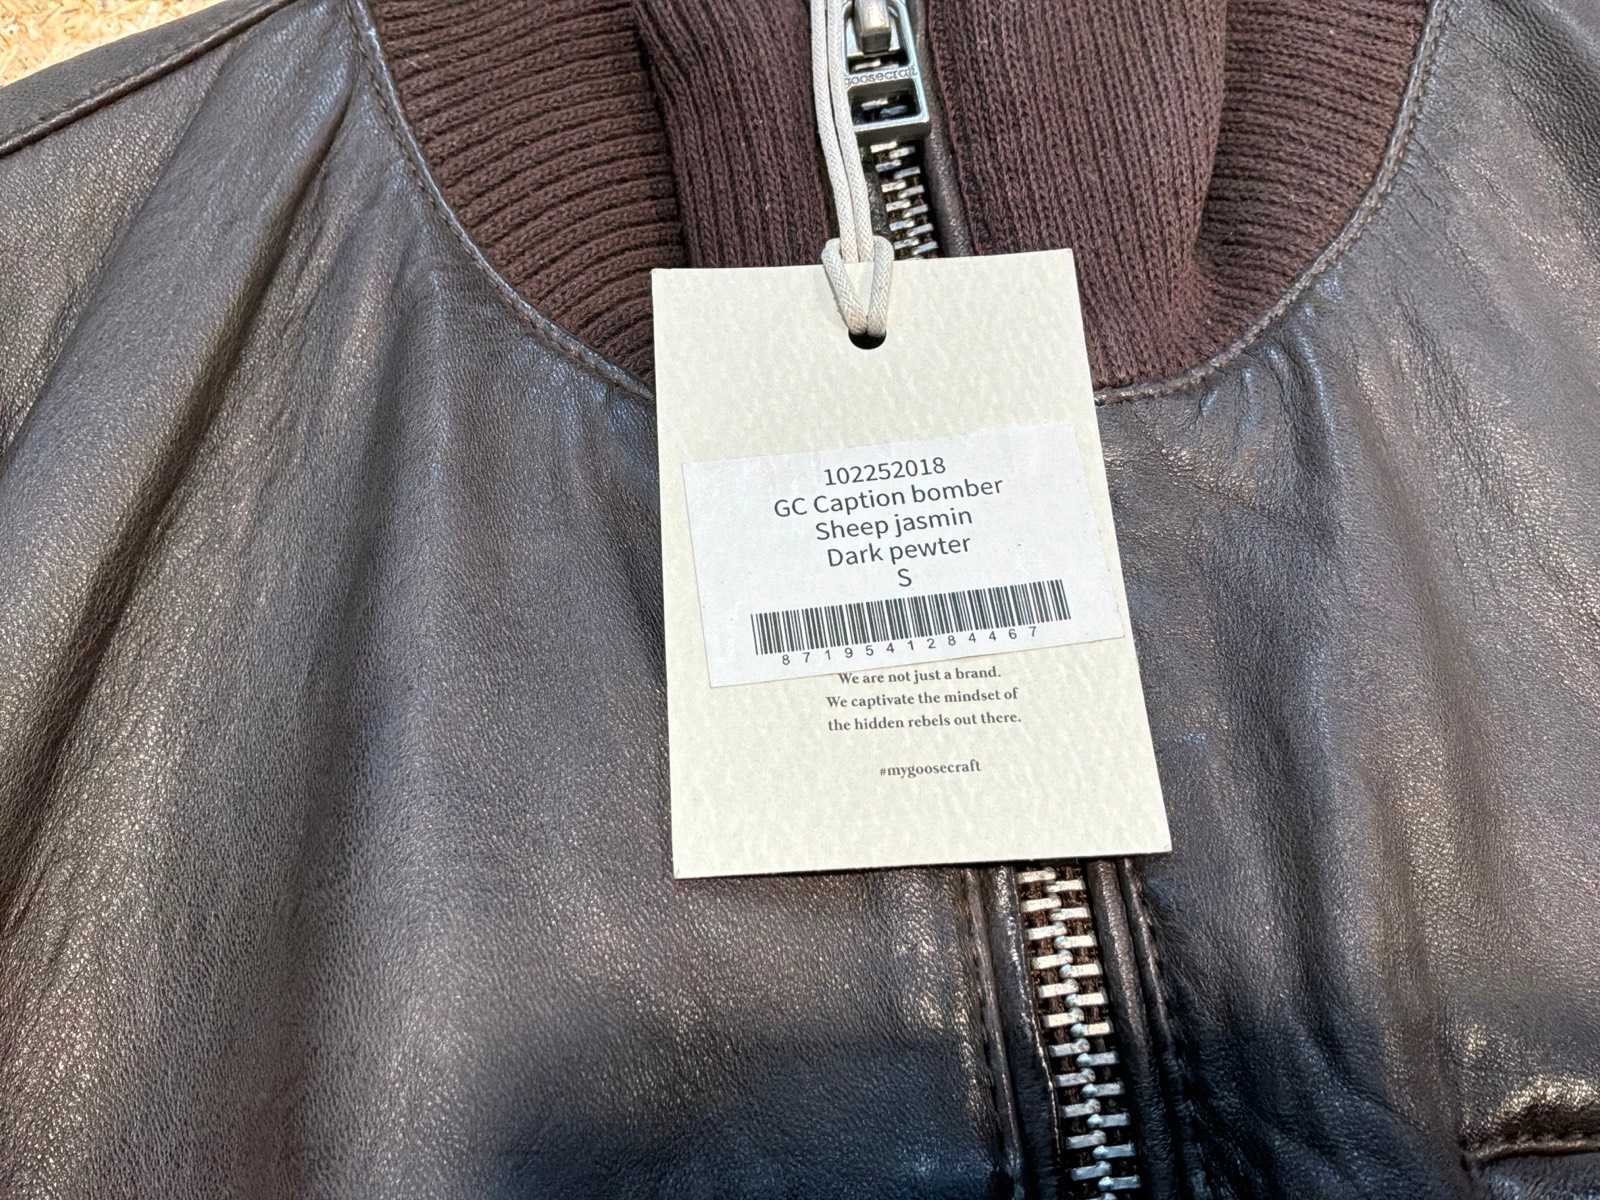 goosecraft
102252018
GC Caption bomber
Sheep jasmin
Dark pewter
S
8719541284467
We are not just a brand.
We captivate the mindset of
the hidden rebels out there.
#mygoosecraft